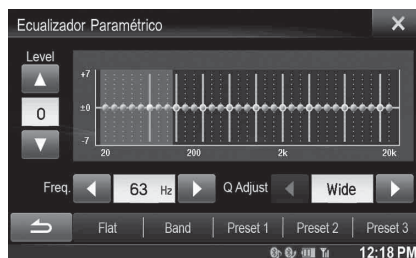 Ecualizador Paramétrico
Level
+7
0
±0
-7
20 200 2k 20k
Freq. 63 Hz Q Adjust Wide
Flat Band Preset 1 Preset 2 Preset 3
12:18 PM